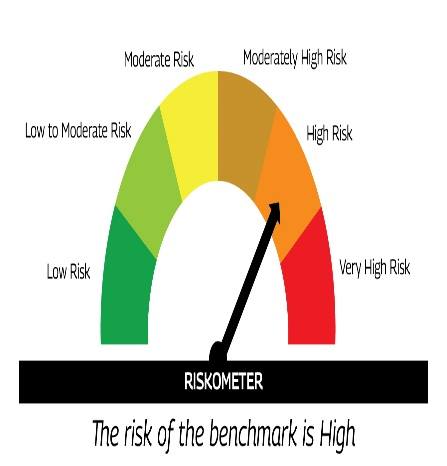 Moderate Risk
Moderately High Risk
Low to Moderate Risk
High Risk
Low Risk
Very High Risk
RISKOMETER
The risk of the benchmark is High